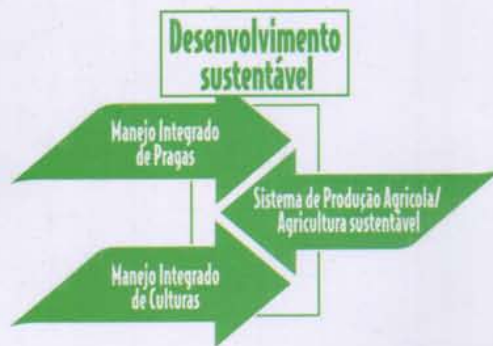 Desenvolvimento
sustentável
Manejo Integrado
de Pragas
Sistema de Produção Agrícola/
Agricultura sustentável
Manejo Integrado
de Culturas